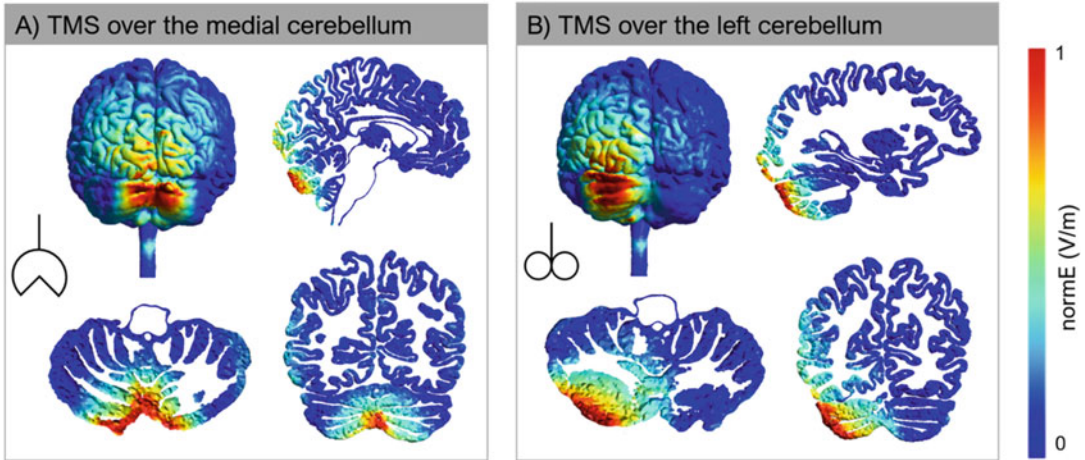 A) TMS over the medial cerebellum
B) TMS over the left cerebellum
1
normE (V/m)
0